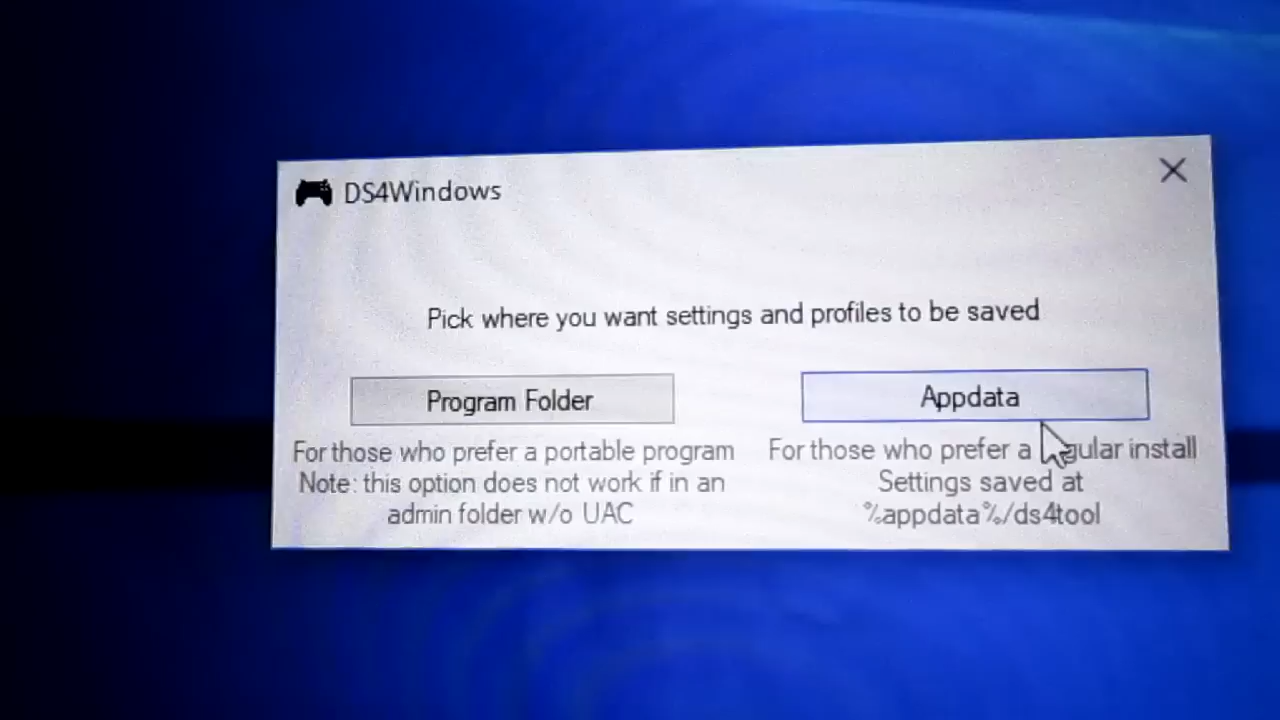 DS4Windows
Pick where you want settings and profiles to be saved
Program Folder
For those who prefer a portable program
Note: this option does not work if in an
admin folder w/o UAC
Appdata
For those who prefer a regular install
Settings saved at
%appdata%/ds4tool